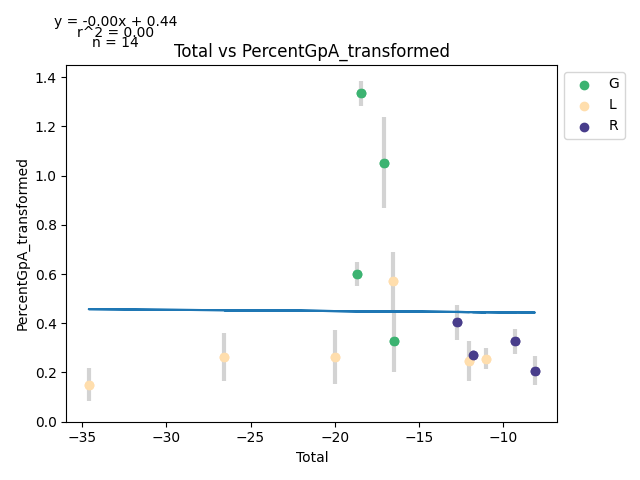 y = -0.00x + 0.44
r^2 = 0.00
n = 14
Total vs PercentGpA_transformed
G
L
R
PercentGpA_transformed
1.4
1.2
1.0
0.8
0.6
0.4
0.2
0.0
−35 −30 −25 −20 −15 −10
Total